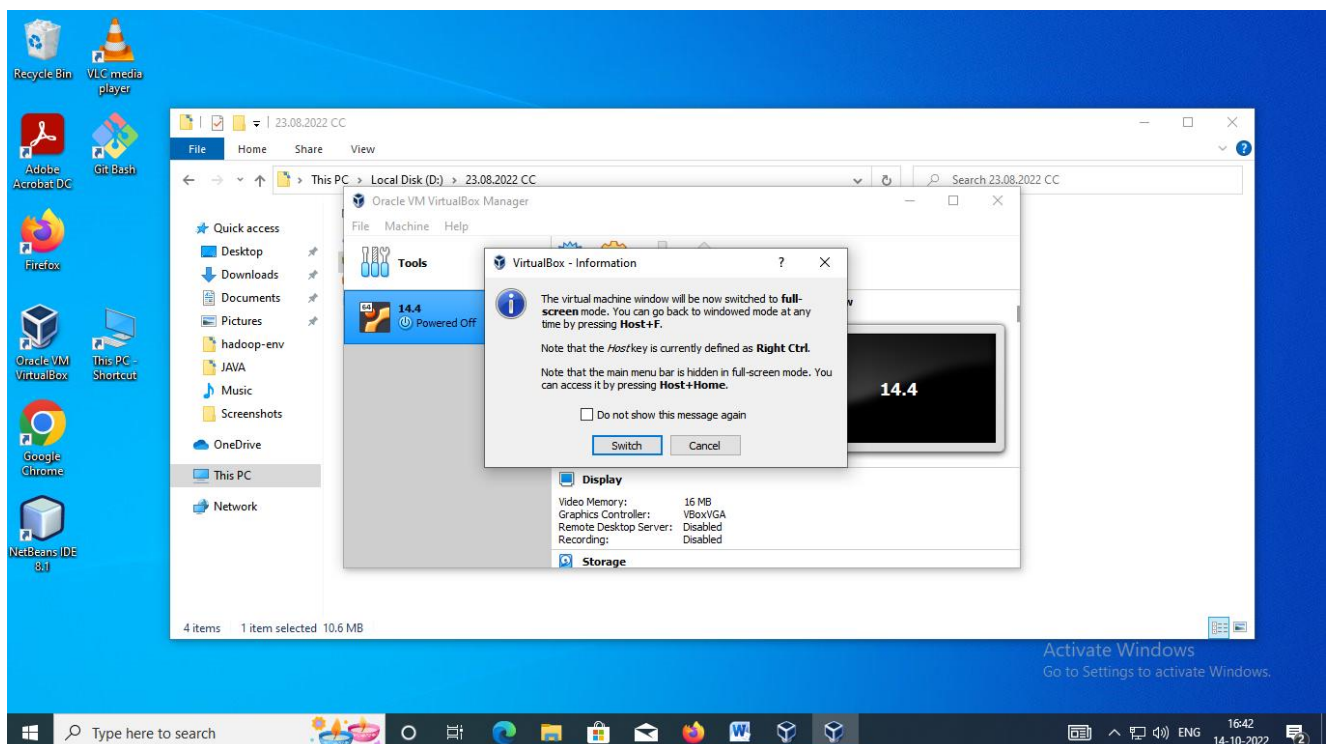 Recycle Bin
VLC media
player
Adobe
Acrobat DC
Git Bash
Firefox
Oracle VM
VirtualBox
This PC -
Shortcut
Google
Chrome
NetBeans IDE
8.1
23.08.2022 CC
File Home Share View
This PC > Local Disk (D:) > 23.08.2022 CC
Search 23.08.2022 CC
Quick access
Desktop
Downloads
Documents
Pictures
hadoop-env
JAVA
Music
Screenshots
OneDrive
This PC
Network
4 items 1 item selected 10.6 MB
Oracle VM VirtualBox Manager
File Machine Help
Tools
64
14.4
Powered Off
VirtualBox - Information
?
The virtual machine window will be now switched to full-
screen mode. You can go back to windowed mode at any
time by pressing Host+F.
Note that the Host key is currently defined as Right Ctrl.
Note that the main menu bar is hidden in full-screen mode. You
can access it by pressing Host+Home.
Do not show this message again
Switch Cancel
14.4
Display
Video Memory: 16 MB
Graphics Controller: VBoxVGA
Remote Desktop Server: Disabled
Recording: Disabled
Storage
Activate Windows
Go to Settings to activate Windows.
Type here to search
ENG
16:42
14-10-2022
2